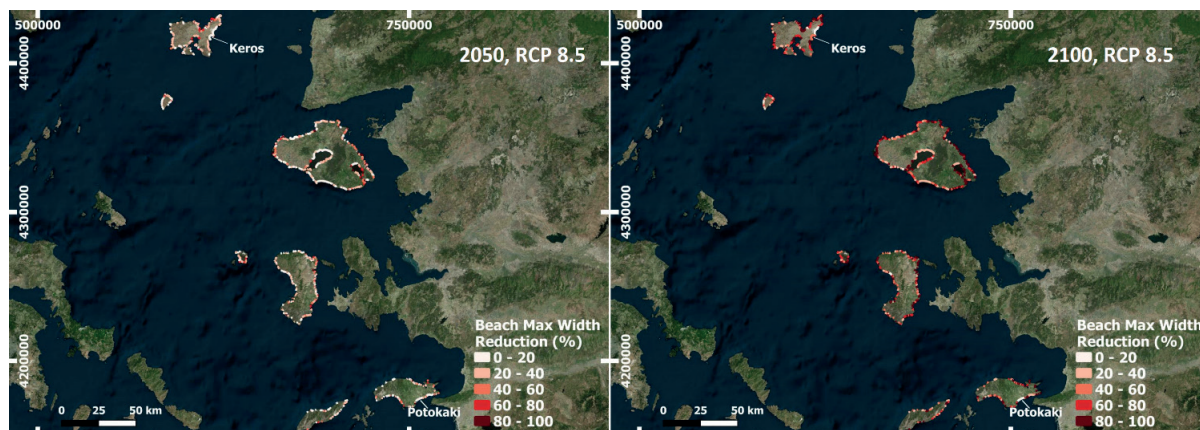 500000
750000
Keros
2050, RCP 8.5
4400000
4300000
4200000
Beach Max Width
Reduction (%)
0 - 20
20 - 40
40 - 60
60 - 80
80 - 100
Potokaki
0 25 50 km
500000
750000
Keros
2100, RCP 8.5
4400000
4300000
4200000
Beach Max Width
Reduction (%)
0 - 20
20 - 40
40 - 60
60 - 80
80 - 100
Potokaki
0 25 50 km